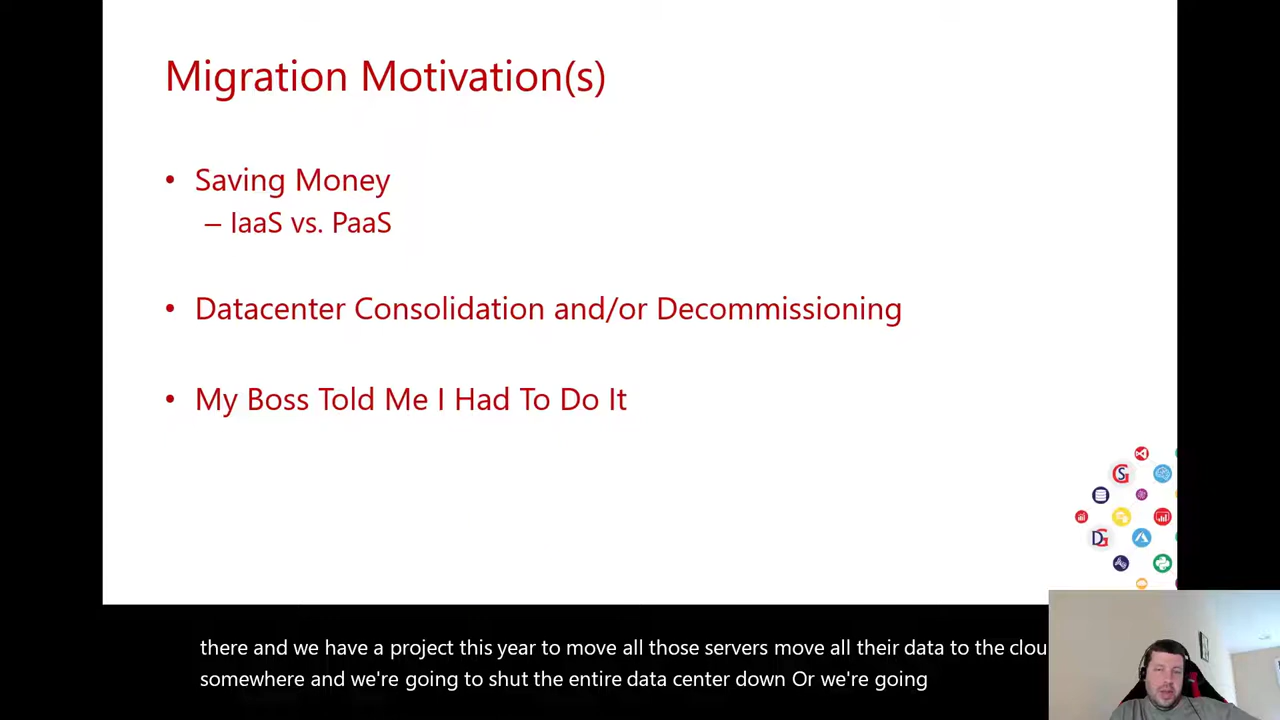 Migration Motivation(s)
• Saving Money
– IaaS vs. PaaS
• Datacenter Consolidation and/or Decommissioning
• My Boss Told Me I Had To Do It
GS
DG
there and we have a project this year to move all those servers move all their data to the clou
somewhere and we're going to shut the entire data center down Or we're going